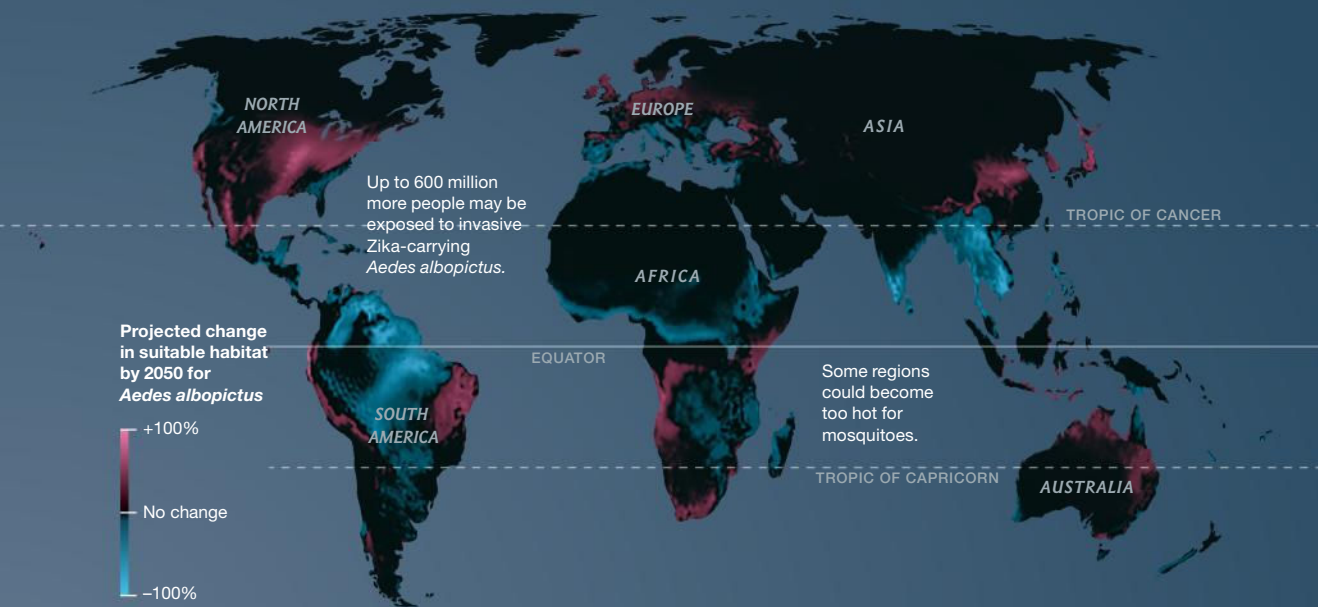 NORTH
AMERICA
EUROPE
ASIA
Up to 600 million
more people may be
exposed to invasive
Zika-carrying
Aedes albopictus.
TROPIC OF CANCER
AFRICA
Projected change
in suitable habitat
by 2050 for
Aedes albopictus
+100%
No change
–100%
EQUATOR
Some regions
could become
too hot for
mosquitoes.
SOUTH
AMERICA
TROPIC OF CAPRICORN
AUSTRALIA